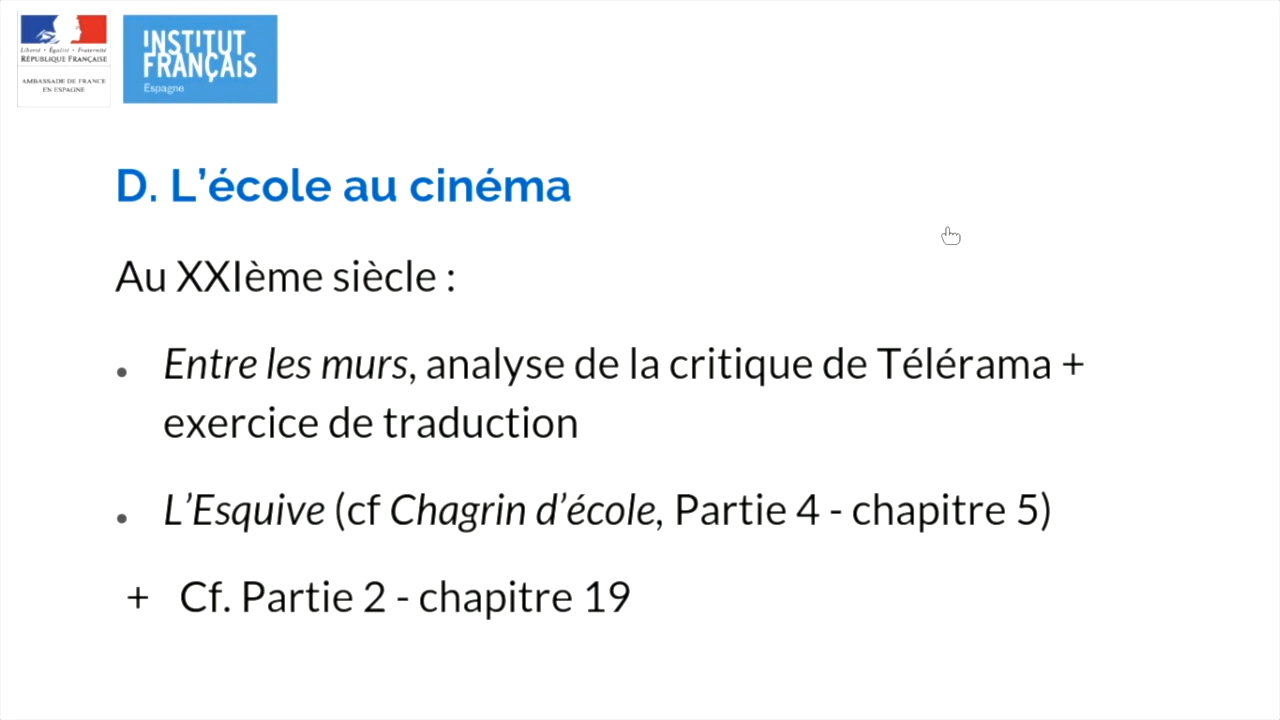 Liberté • Égalité • Fraternité
RÉPUBLIQUE FRANÇAISE
AMBASSADE DE FRANCE
EN ESPAGNE
INSTITUT
FRANÇAIS
Espagne
D. L’école au cinéma
Au XXIème siècle :
• Entre les murs, analyse de la critique de Télérama +
exercice de traduction
• L’Esquive (cf Chagrin d’école, Partie 4 - chapitre 5)
+ Cf. Partie 2 - chapitre 19